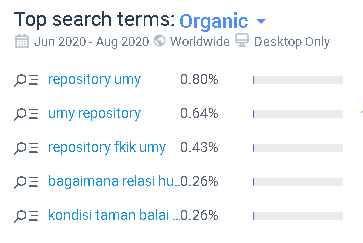 Top search terms: Organic
Jun 2020 - Aug 2020 Worldwide Desktop Only
repository umy 0.80%
umy repository 0.64%
repository fkik umy 0.43%
bagaimana relasi hu... 0.26%
kondisi taman balai ... 0.26%